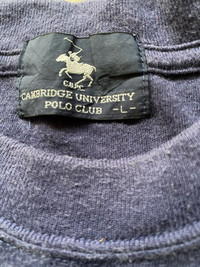 C.U.P.C.
CAMBRIDGE UNIVERSITY
POLO CLUB -L-